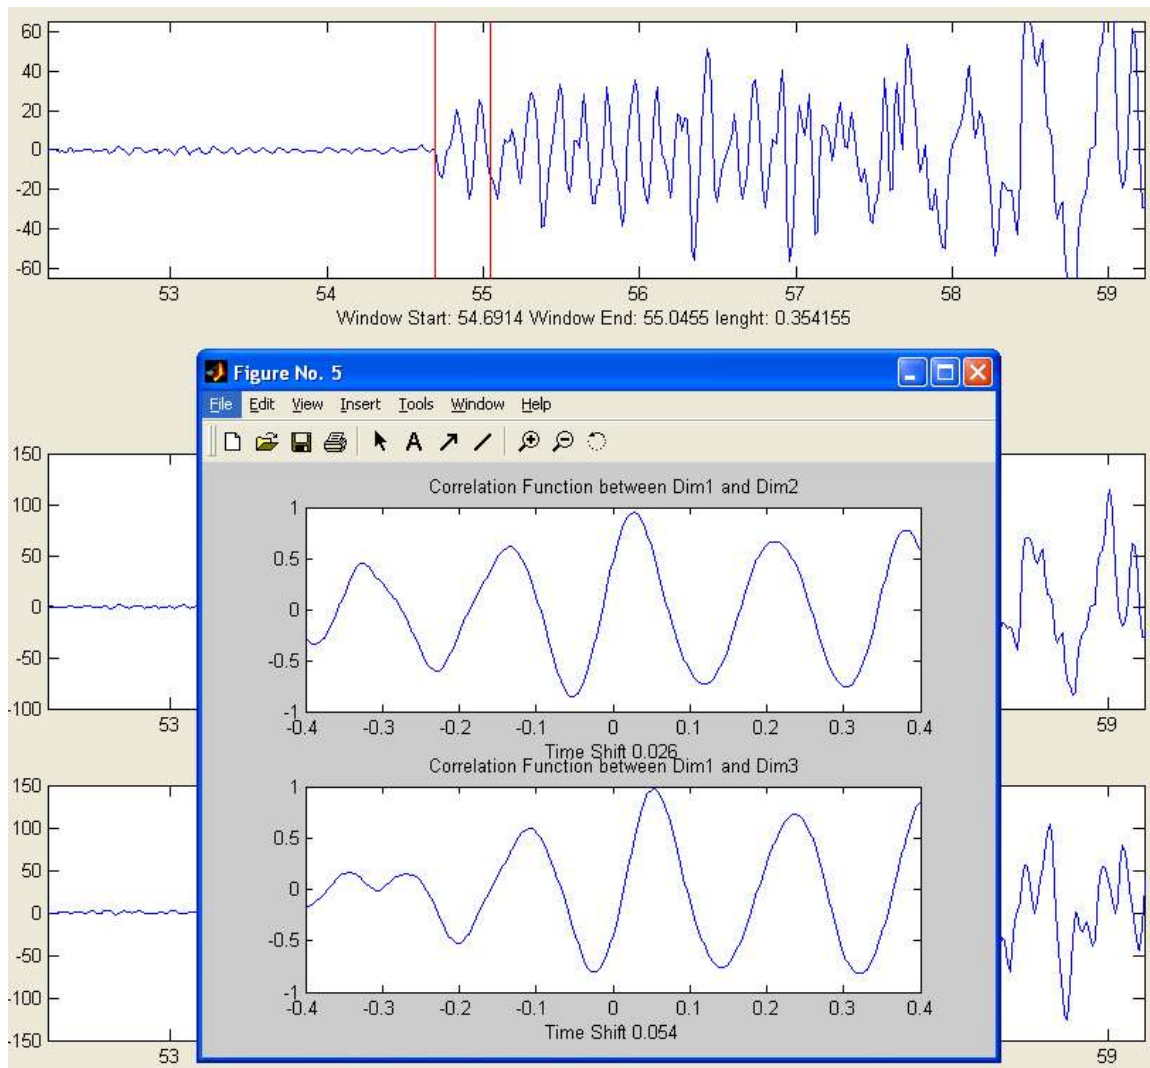 60
40
20
0
-20
-40
-60
53 54 55 56 57 58 59
Window Start: 54.6914 Window End: 55.0455 lenght: 0.354155
Figure No. 5
File Edit View Insert Tools Window Help
A
150
100
50
0
-50
-100
53 59
Correlation Function between Dim1 and Dim2
1
0.5
0
-0.5
-1
-0.4 -0.3 -0.2 -0.1 0 0.1 0.2 0.3 0.4
Time Shift 0.026
Correlation Function between Dim1 and Dim3
1
0.5
0
-0.5
-1
-0.4 -0.3 -0.2 -0.1 0 0.1 0.2 0.3 0.4
Time Shift 0.054
150
100
50
0
-50
-100
-150
53 59